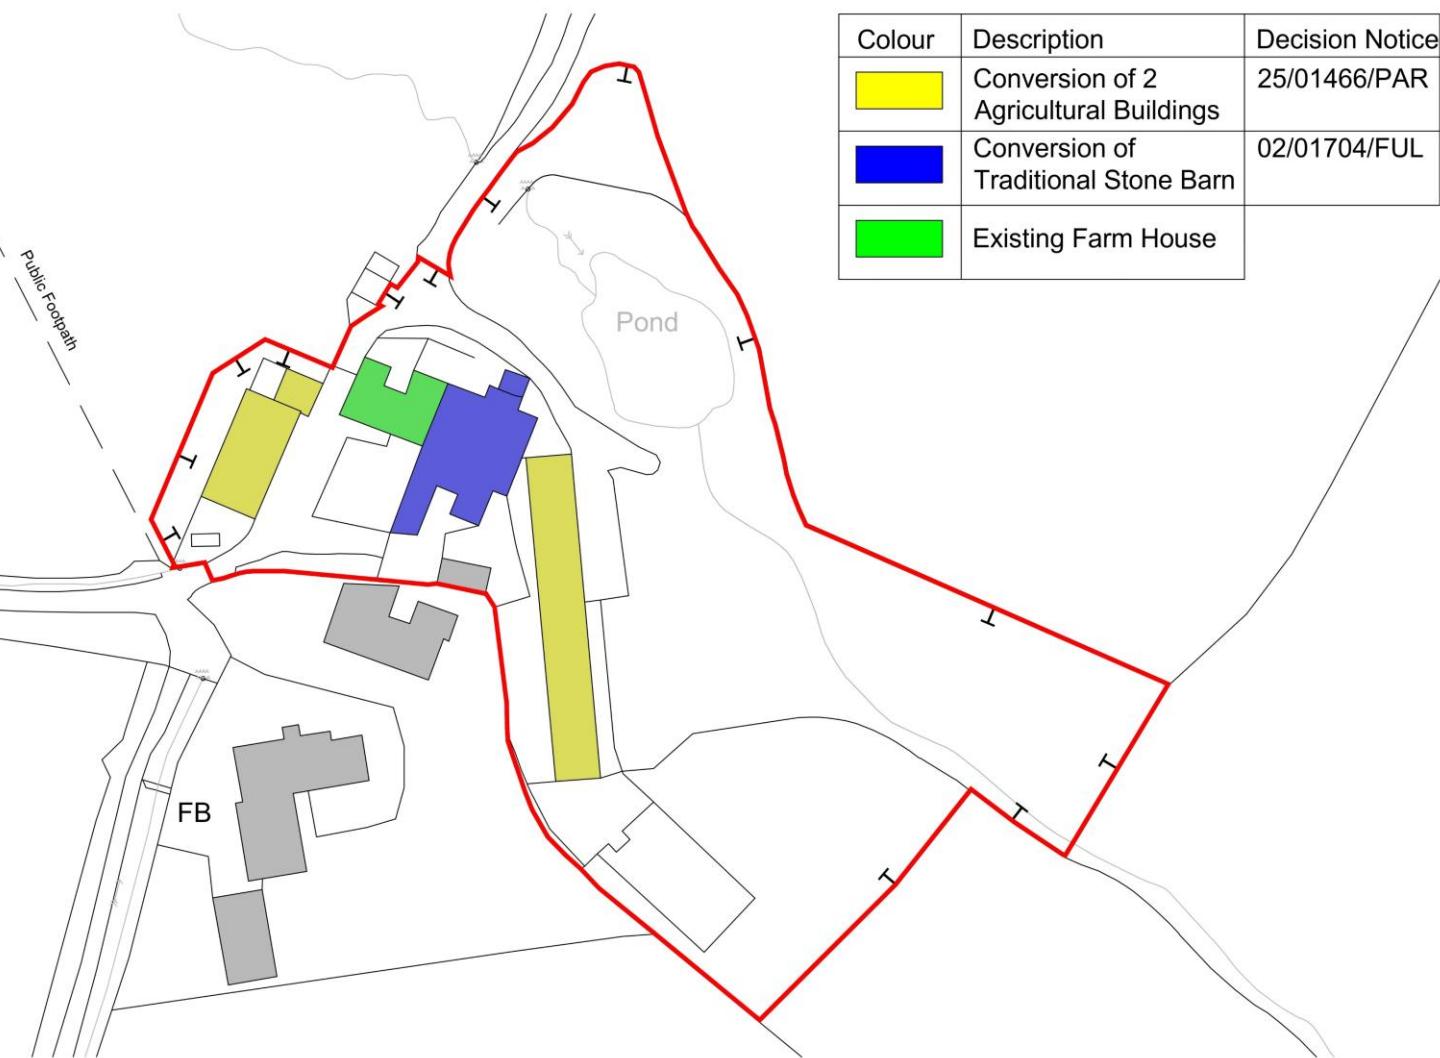 Colour Description Decision Notice
Conversion of 2
Agricultural Buildings
25/01466/PAR
Conversion of
Traditional Stone Barn
02/01704/FUL
Existing Farm House
Public Footpath
Pond
FB